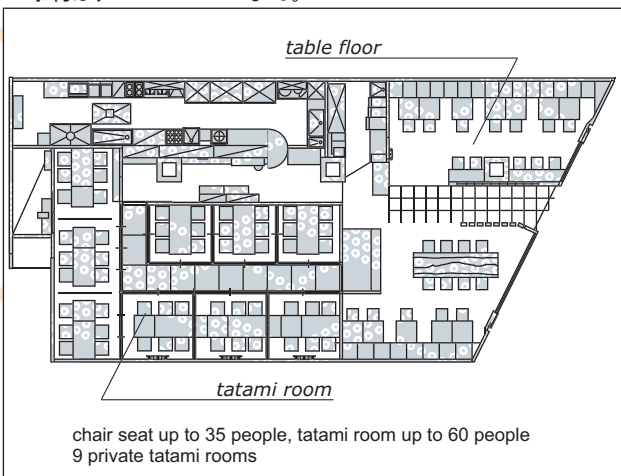 table floor
tatami room
chair seat up to 35 people, tatami room up to 60 people
9 private tatami rooms